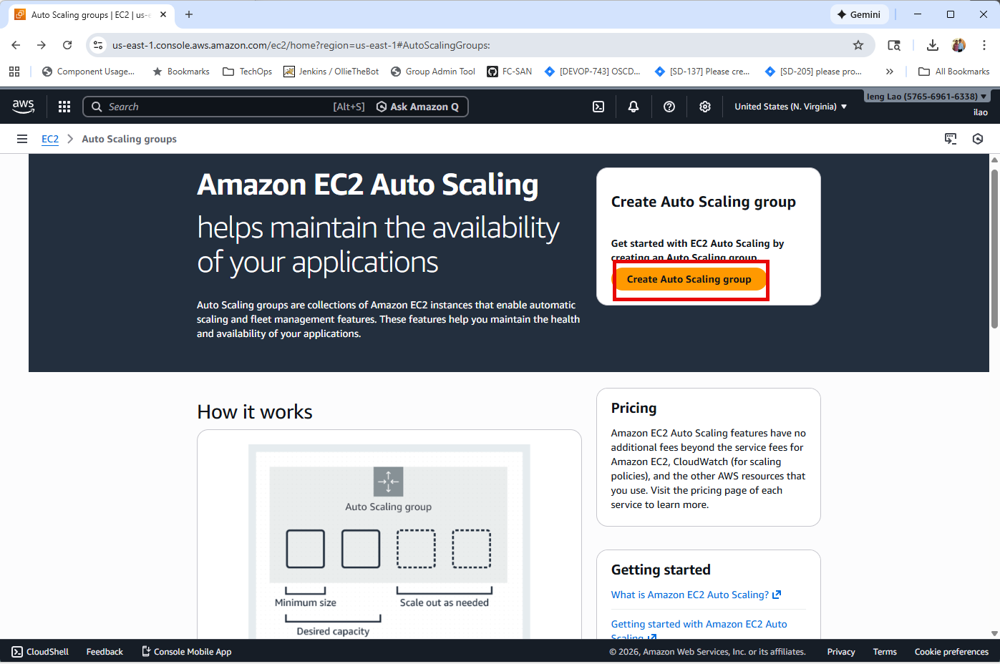 Auto Scaling groups | EC2 | us-e
Gemini
us-east-1.console.aws.amazon.com/ec2/home?region=us-east-1#AutoScalingGroups:
Component Usage...
Bookmarks
TechOps
Jenkins / OllieTheBot
Group Admin Tool
FC-SAN
[DEVOP-743] OSCD...
[SD-137] Please cre...
[SD-205] please pro...
All Bookmarks
aws
Search
[Alt+S]
Ask Amazon Q
United States (N. Virginia)
Ieng Lao (5765-6961-6338)
ilao
EC2
Auto Scaling groups
Amazon EC2 Auto Scaling
helps maintain the availability
of your applications
Auto Scaling groups are collections of Amazon EC2 instances that enable automatic
scaling and fleet management features. These features help you maintain the health
and availability of your applications.
Create Auto Scaling group
Get started with EC2 Auto Scaling by
creating an Auto Scaling group.
Create Auto Scaling group
How it works
Auto Scaling group
Minimum size
Scale out as needed
Desired capacity
Pricing
Amazon EC2 Auto Scaling features have no
additional fees beyond the service fees for
Amazon EC2, CloudWatch (for scaling
policies), and the other AWS resources that
you use. Visit the pricing page of each
service to learn more.
Getting started
What is Amazon EC2 Auto Scaling?
Getting started with Amazon EC2 Auto
Scaling
CloudShell
Feedback
Console Mobile App
© 2026, Amazon Web Services, Inc. or its affiliates.
Privacy
Terms
Cookie preferences